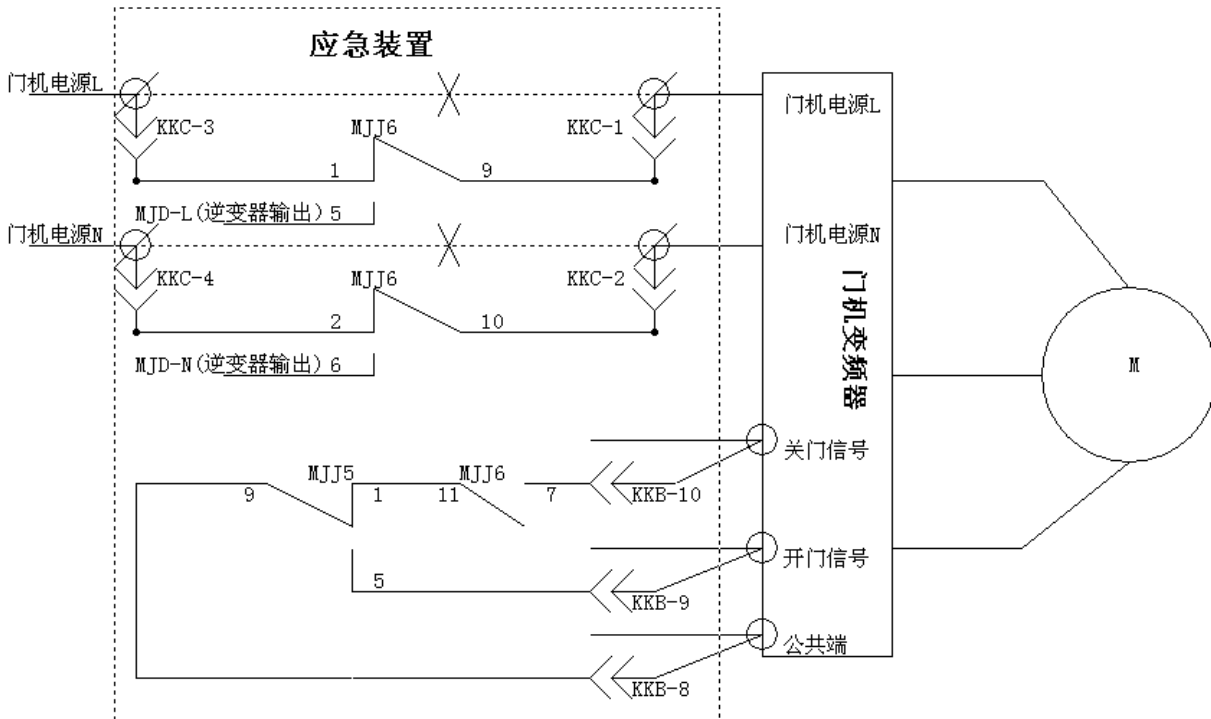 应急装置
门机电源L
门机电源L
KKC-3
MJJ6
KKC-1
1
9
MJD-L(逆变器输出)5
门机电源N
门机电源N
KKC-4
MJJ6
KKC-2
2
10
MJD-N(逆变器输出)6
门机变频器
M
关门信号
MJJ5
MJJ6
9
1
11
7
KKB-10
开门信号
5
KKB-9
公共端
KKB-8